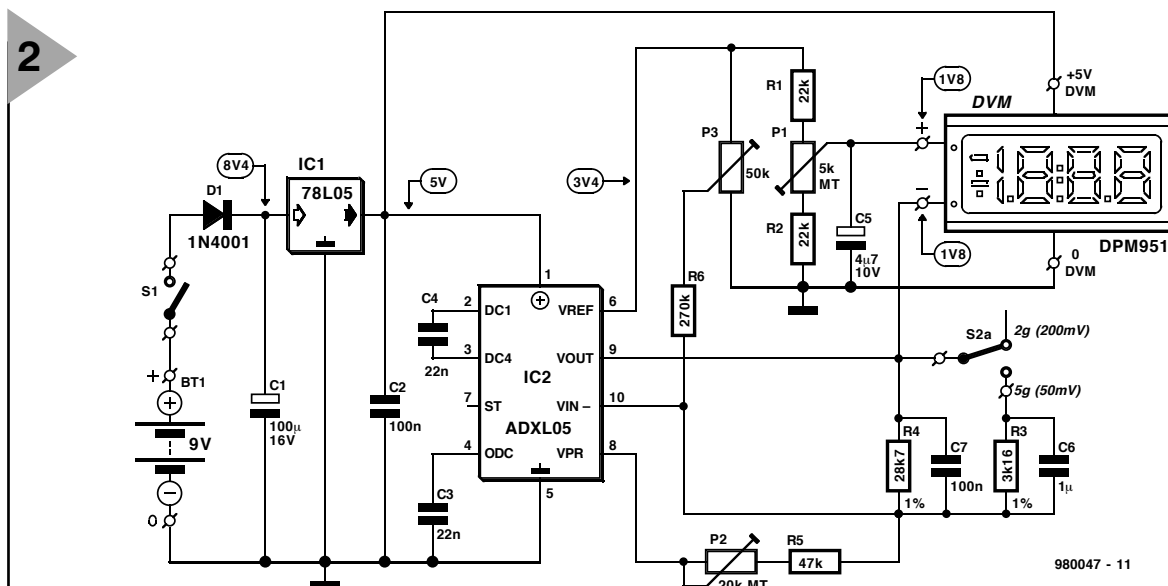 2
+5V
DVM
1V8
DVM
+
R1
22k
P3
50k
P1
5k
MT
8V4
IC1
78L05
5V
3V4
D1
1N4001
−
1V8
DPM951
0
DVM
R2
22k
C5
4µ7
10V
S1
R6
270k
1
2
DC1
VREF
6
C4
3
DC4
VOUT
9
22n
IC2
7
ST
VIN –
10
ADXL05
4
ODC
VPR
8
5
S2a
2g (200mV)
5g (50mV)
+
BT1
9V
0
C1
100µ
16V
C2
100n
C3
22n
R4
28k7
1%
C7
100n
R3
3k16
1%
C6
1µ
P2
20k MT
R5
47k
980047 - 11